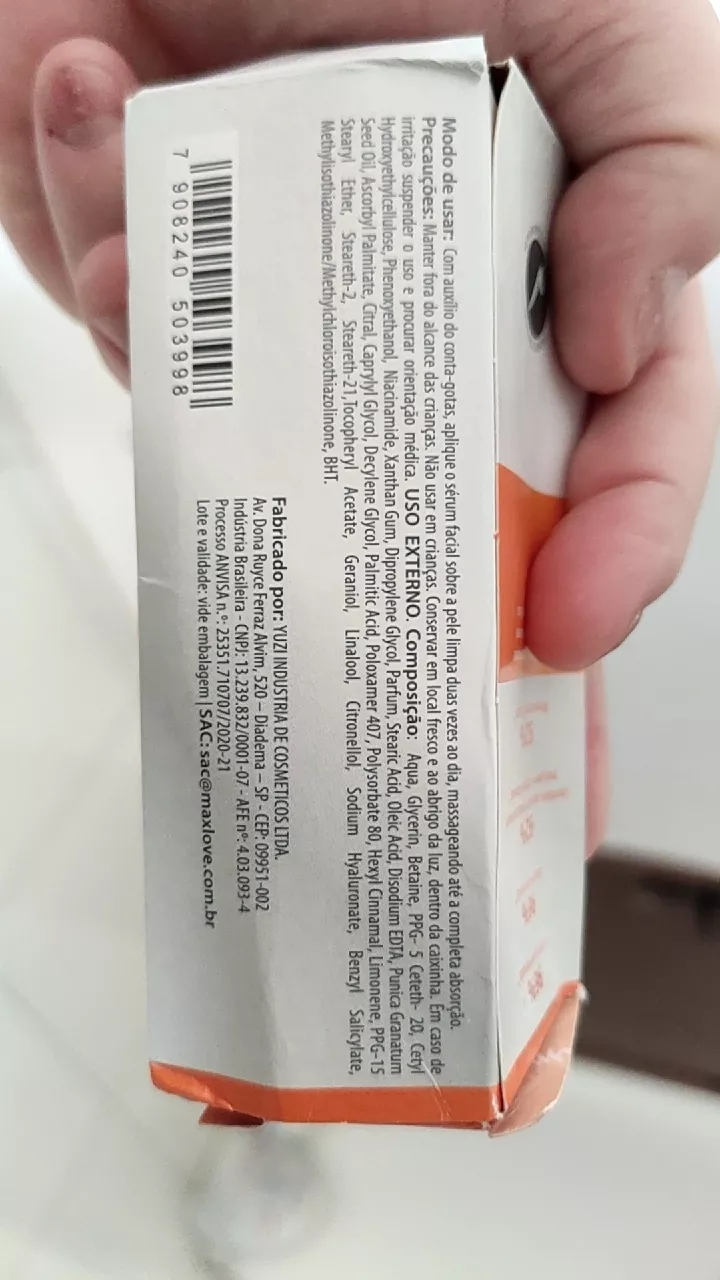 Modo de usar: Com auxílio do conta-gotas, aplique o sérum facial sobre a pele limpa duas vezes ao dia, massageando até a completa absorção.
Precauções: Manter fora do alcance das crianças. Não usar em crianças. Conservar em local fresco e ao abrigo da luz, dentro da caixinha. Em caso de
irritação suspender o uso e procurar orientação médica. USO EXTERNO. Composição: Aqua, Glycerin, Betaine, PPG- 5 Ceteth- 20, Cetyl
Hydroxyethylcellulose, Phenoxyethanol, Niacinamide, Xanthan Gum, Dipropylene Glycol, Parfum, Stearic Acid, Oleic Acid, Disodium EDTA, Punica Granatum
Seed Oil, Ascorbyl Palmitate, Citral, Caprylyl Glycol, Decylene Glycol, Palmitic Acid, Poloxamer 407, Polysorbate 80, Hexyl Cinnamal, Limonene, PPG-15
Stearyl Ether, Steareth-2, Steareth-21, Tocopheryl Acetate, Geraniol, Linalool, Citronellol, Sodium Hyaluronate, Benzyl Salicylate,
Methylisothiazolinone/Methylchloroisothiazolinone, BHT.
Fabricado por: YUZI INDUSTRIA DE COSMETICOS LTDA.
Av. Dona Ruyce Ferraz Alvim, 520 – Diadema – SP - CEP: 09951-002
Indústria Brasileira - CNPJ: 13.239,832/0001-07 - AFE nº: 4.03.093-4
Processo ANVISA n.º: 25351.710707/2020-21
Lote e validade: vide embalagem | SAC: sac@maxlove.com.br
7 908240 503998